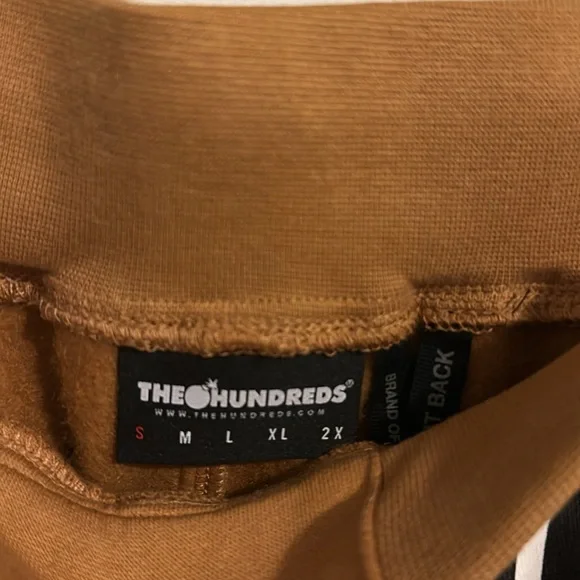 THE HUNDREDS®
WWW.THEHUNDREDS.COM
S M L XL 2X
BRAND OF
T BACK